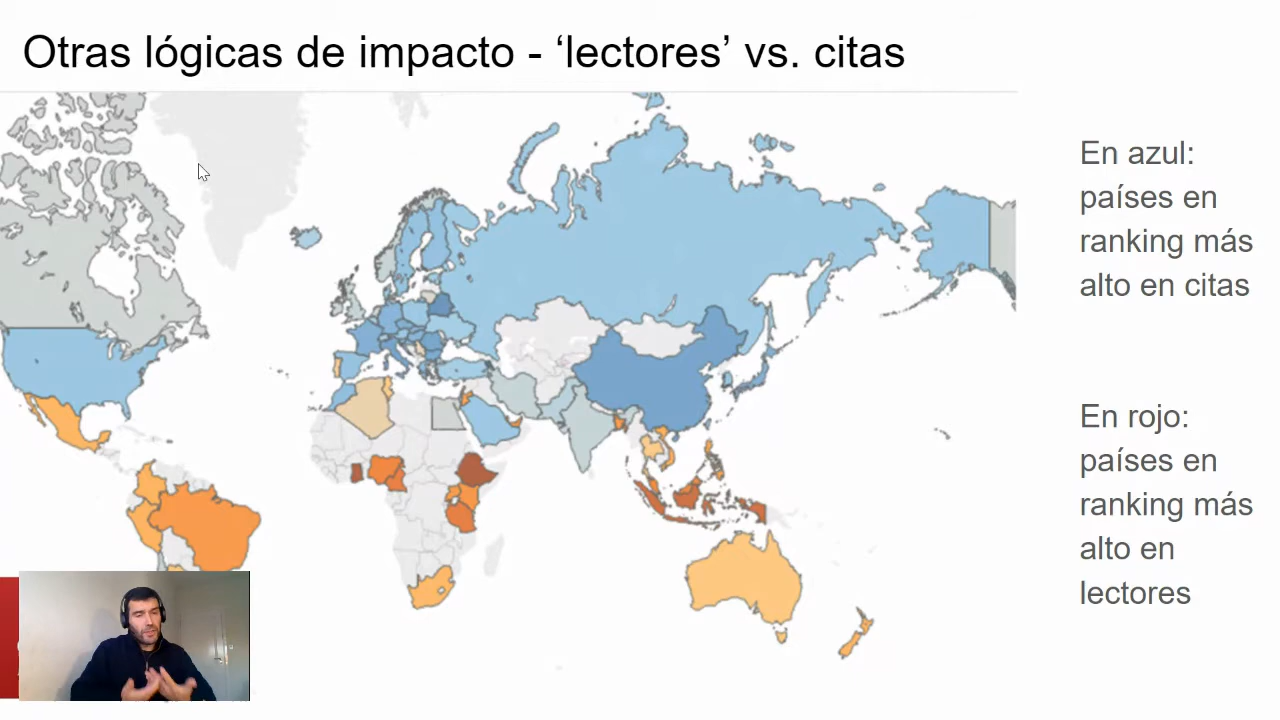 Otras lógicas de impacto - ‘lectores’ vs. citas
En azul:
países en
ranking más
alto en citas
En rojo:
países en
ranking más
alto en
lectores